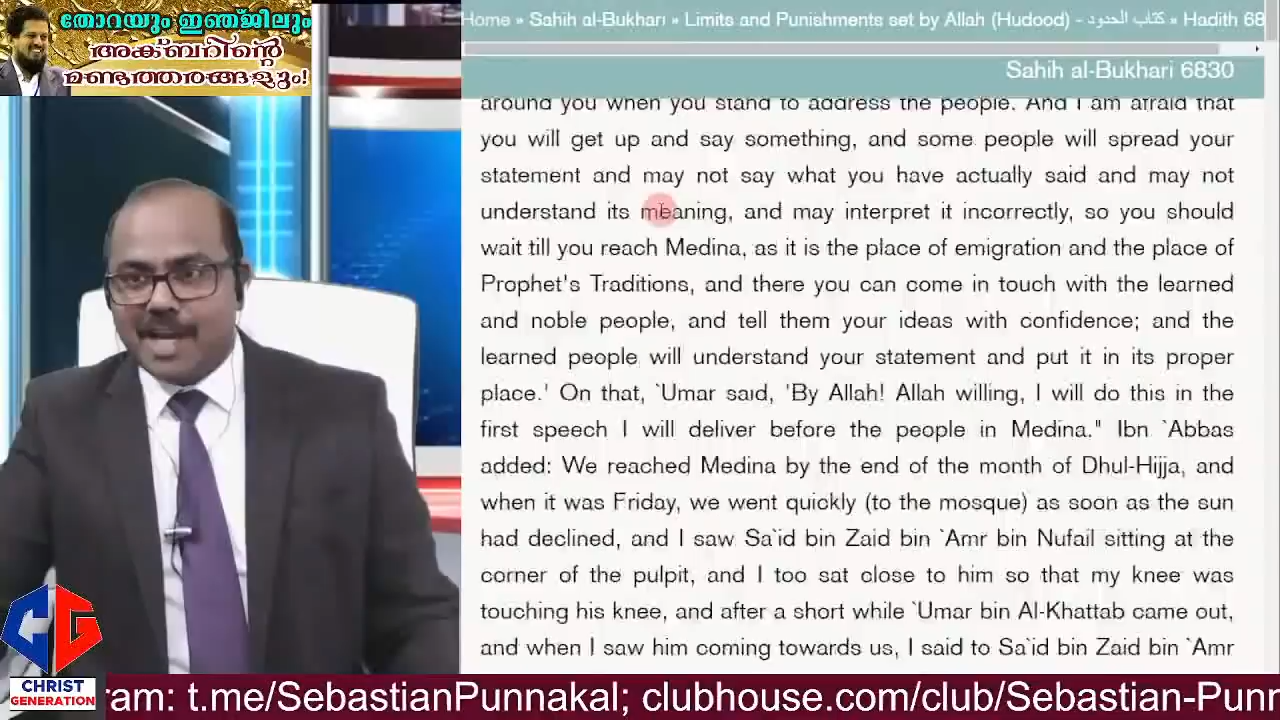 തോറയും ഇഞ്ജീലും
അക്ബറിന്റെ
മണ്ടത്തരങ്ങളും!
Home » Sahih al-Bukhari » Limits and Punishments set by Allah (Hudood) - كتاب الحدود » Hadith 68
Sahih al-Bukhari 6830
around you when you stand to address the people. And I am afraid that
you will get up and say something, and some people will spread your
statement and may not say what you have actually said and may not
understand its meaning, and may interpret it incorrectly, so you should
wait till you reach Medina, as it is the place of emigration and the place of
Prophet's Traditions, and there you can come in touch with the learned
and noble people, and tell them your ideas with confidence; and the
learned people will understand your statement and put it in its proper
place.' On that, `Umar said, 'By Allah! Allah willing, I will do this in the
first speech I will deliver before the people in Medina." Ibn `Abbas
added: We reached Medina by the end of the month of Dhul-Hijja, and
when it was Friday, we went quickly (to the mosque) as soon as the sun
had declined, and I saw Sa`id bin Zaid bin `Amr bin Nufail sitting at the
corner of the pulpit, and I too sat close to him so that my knee was
touching his knee, and after a short while `Umar bin Al-Khattab came out,
and when I saw him coming towards us, I said to Sa`id bin Zaid bin `Amr
CG
CHRIST
GENERATION
ram: t.me/SebastianPunnakal; clubhouse.com/club/Sebastian-Punn